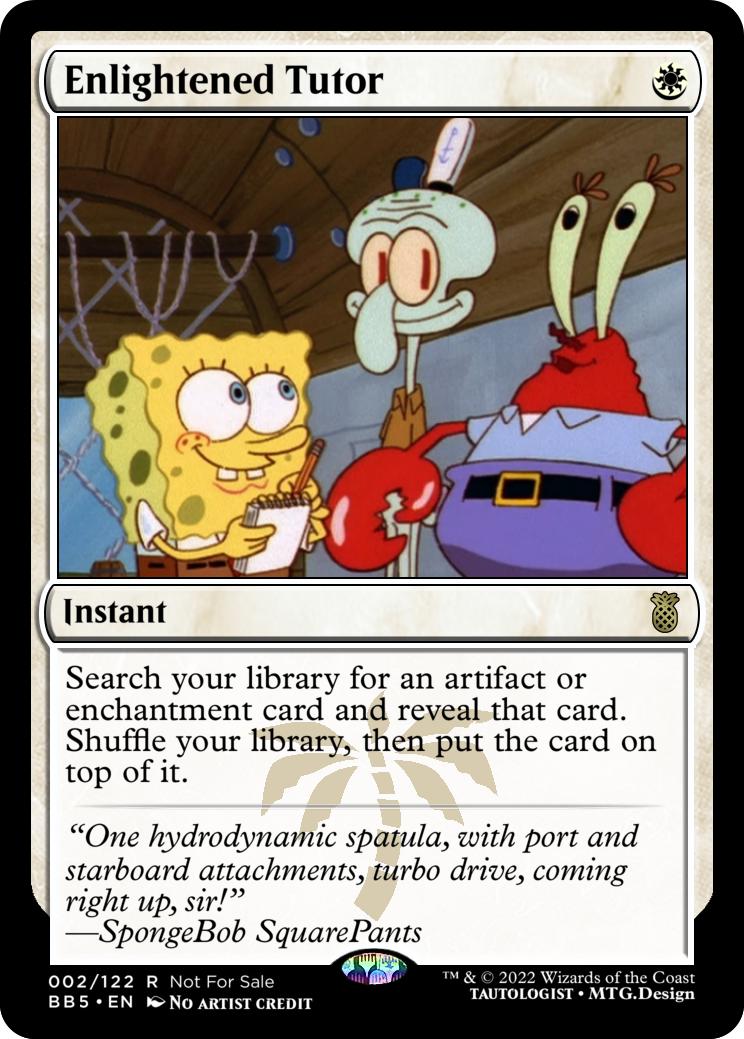 Enlightened Tutor
Instant
Search your library for an artifact or
enchantment card and reveal that card.
Shuffle your library, then put the card on
top of it.
“One hydrodynamic spatula, with port and
starboard attachments, turbo drive, coming
right up, sir!”
—SpongeBob SquarePants
002/122 R Not For Sale
BB5 • EN No artist credit
™ & © 2022 Wizards of the Coast
Tautologist • MTG.Design